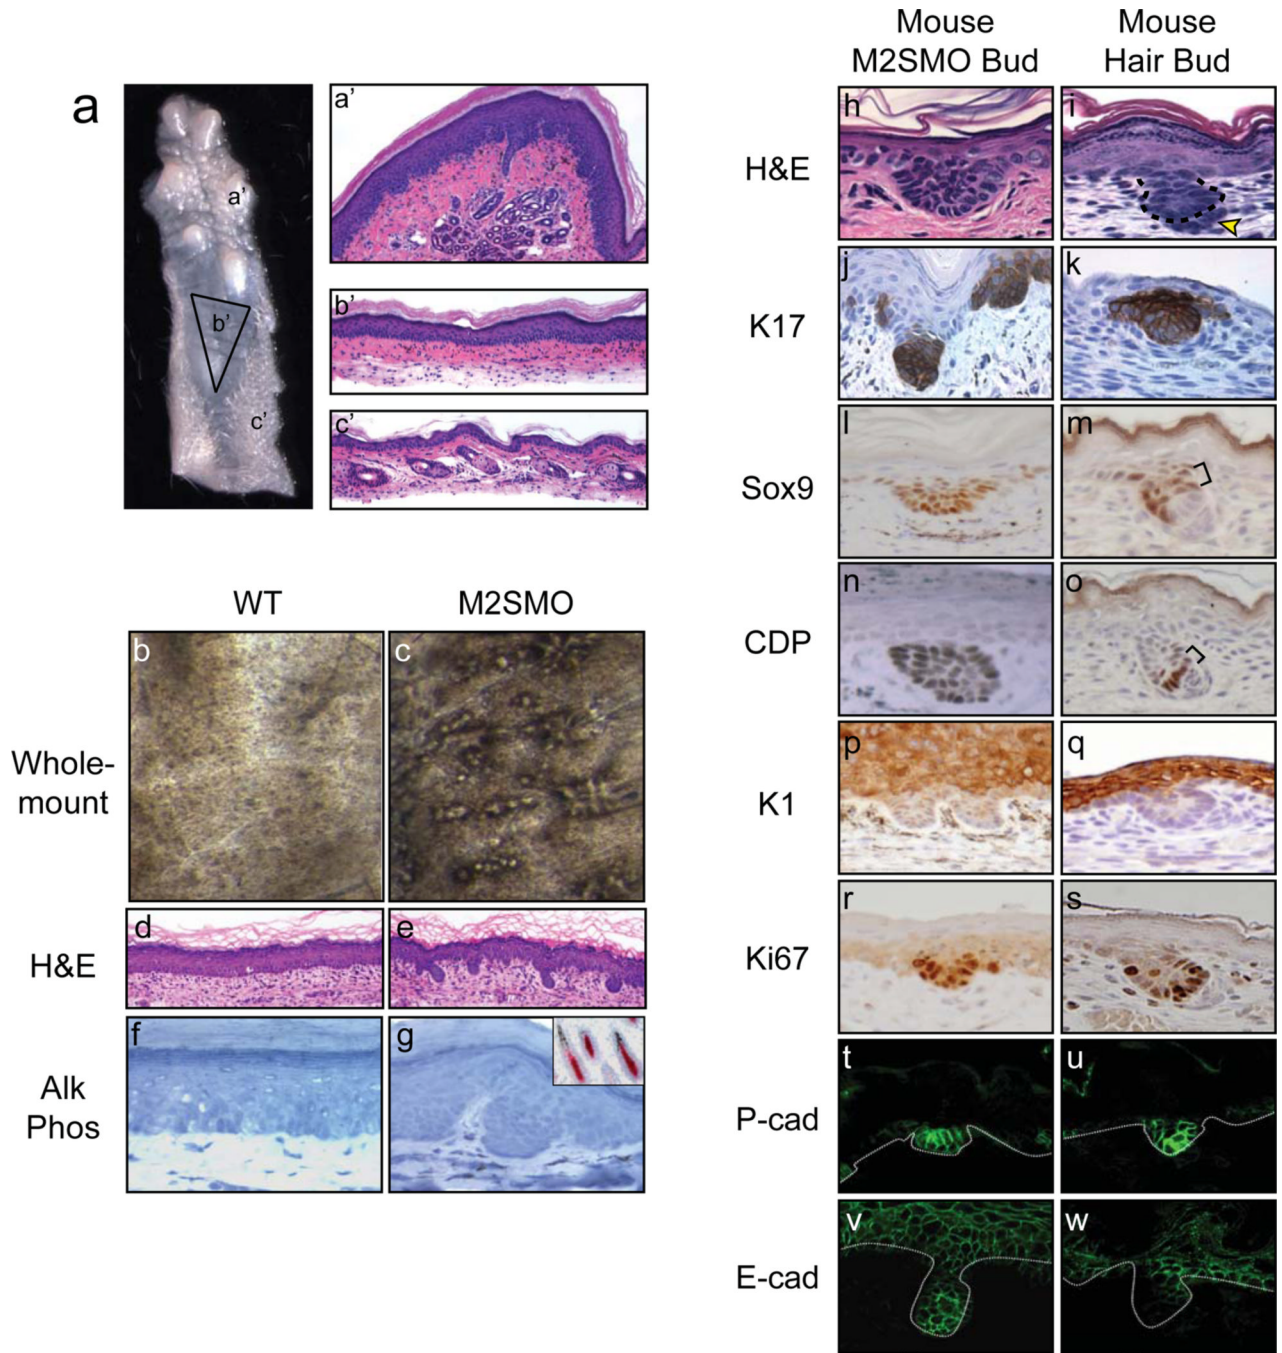 Mouse
M2SMO Bud
Mouse
Hair Bud
a
a'
b'
c'
a'
b'
c'
WT
M2SMO
Whole-
mount
b
c
H&E
d
e
Alk
Phos
f
g
H&E
h
i
K17
j
k
Sox9
l
m
CDP
n
o
K1
p
q
Ki67
r
s
P-cad
t
u
E-cad
v
w